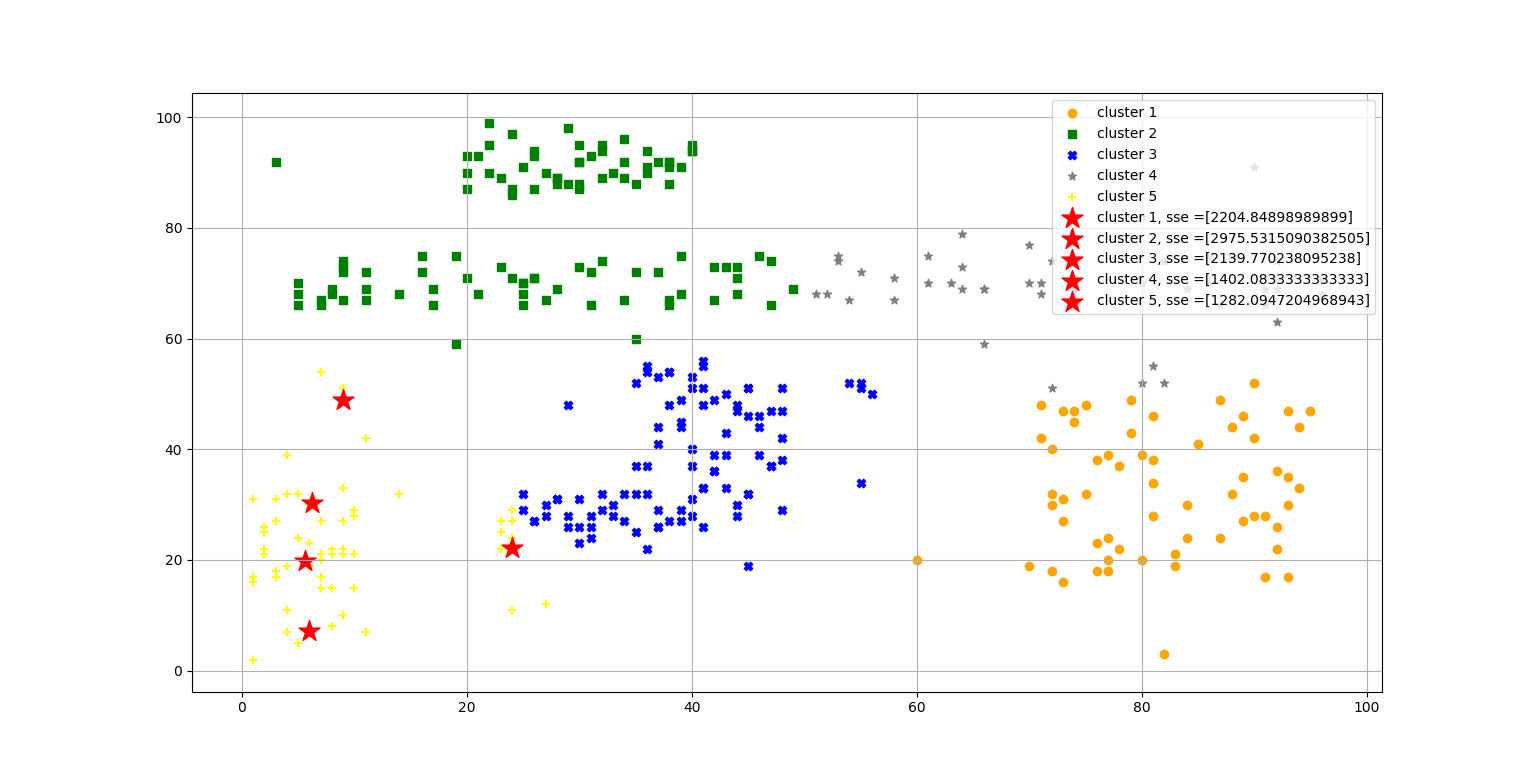 100
80
60
40
20
0
cluster 1
cluster 2
cluster 3
cluster 4
cluster 5
cluster 1, sse =[2204.84898989899]
cluster 2, sse =[2975.5315090382505]
cluster 3, sse =[2139.770238095238]
cluster 4, sse =[1402.0833333333333]
cluster 5, sse =[1282.0947204968943]
0 20 40 60 80 100